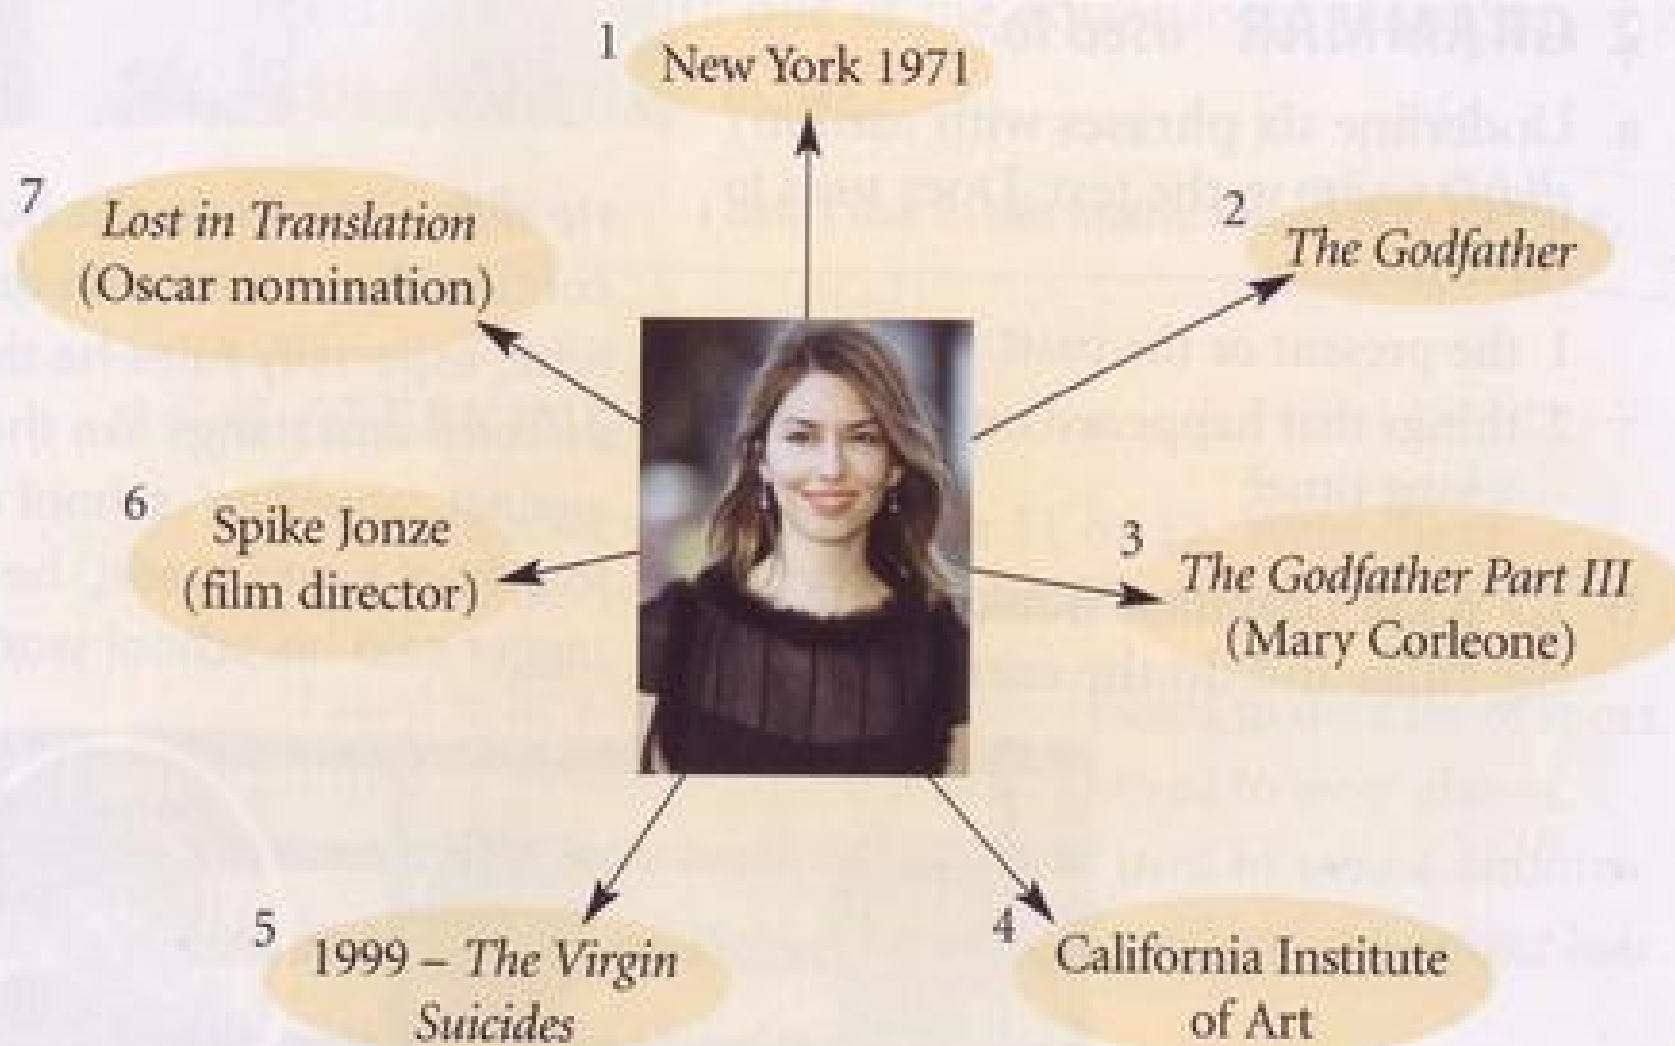 1
New York 1971
2
The Godfather
3
The Godfather Part III
(Mary Corleone)
4
California Institute
of Art
5
1999 – The Virgin
Suicides
6
Spike Jonze
(film director)
7
Lost in Translation
(Oscar nomination)